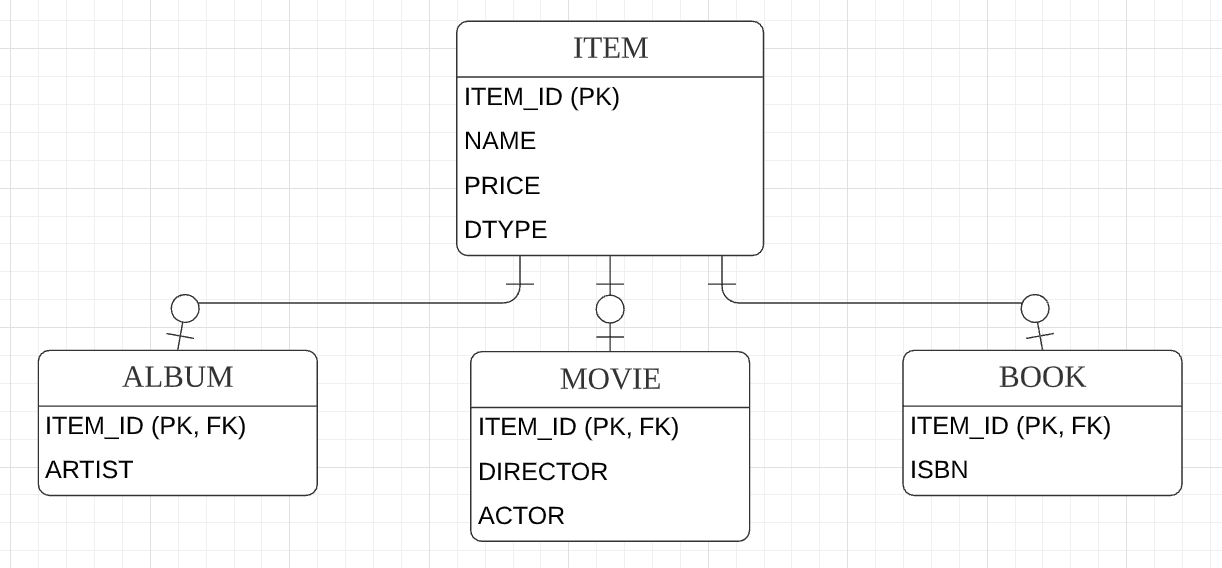 ITEM
ITEM_ID (PK)
NAME
PRICE
DTYPE
ALBUM
ITEM_ID (PK, FK)
ARTIST
MOVIE
ITEM_ID (PK, FK)
DIRECTOR
ACTOR
BOOK
ITEM_ID (PK, FK)
ISBN